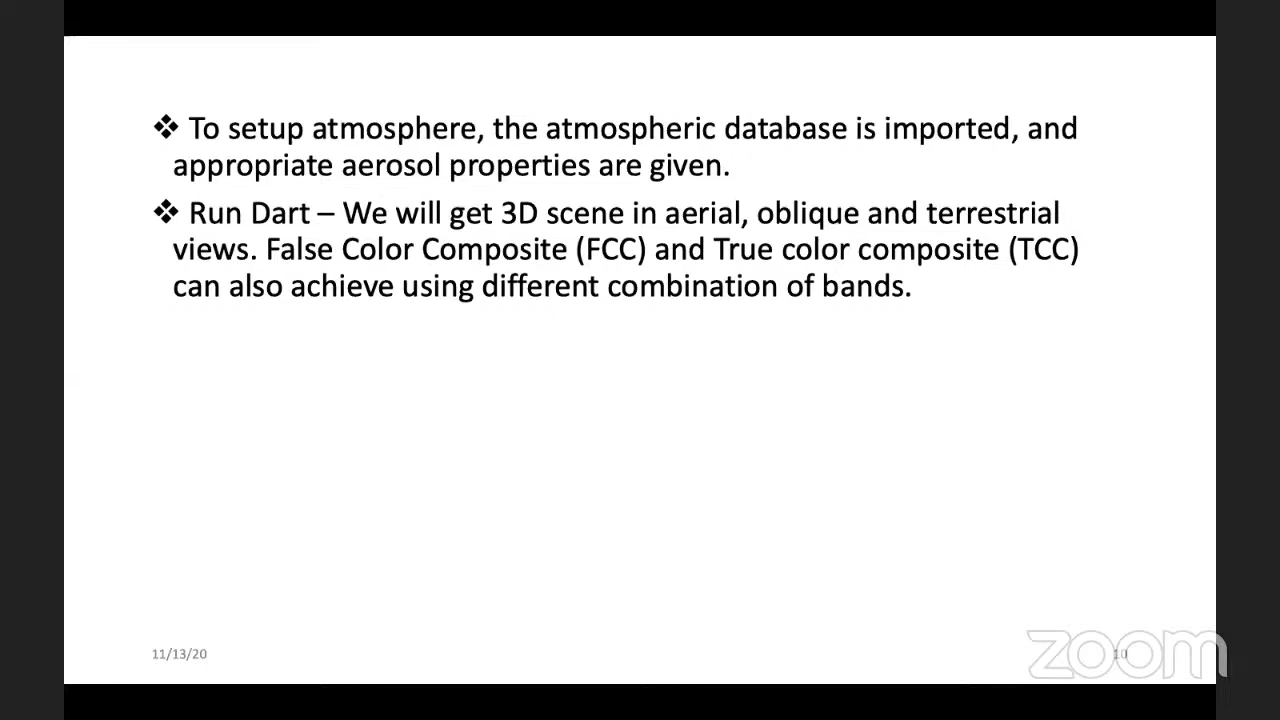 ❖ To setup atmosphere, the atmospheric database is imported, and
appropriate aerosol properties are given.
❖ Run Dart – We will get 3D scene in aerial, oblique and terrestrial
views. False Color Composite (FCC) and True color composite (TCC)
can also achieve using different combination of bands.
11/13/20
10
zoom